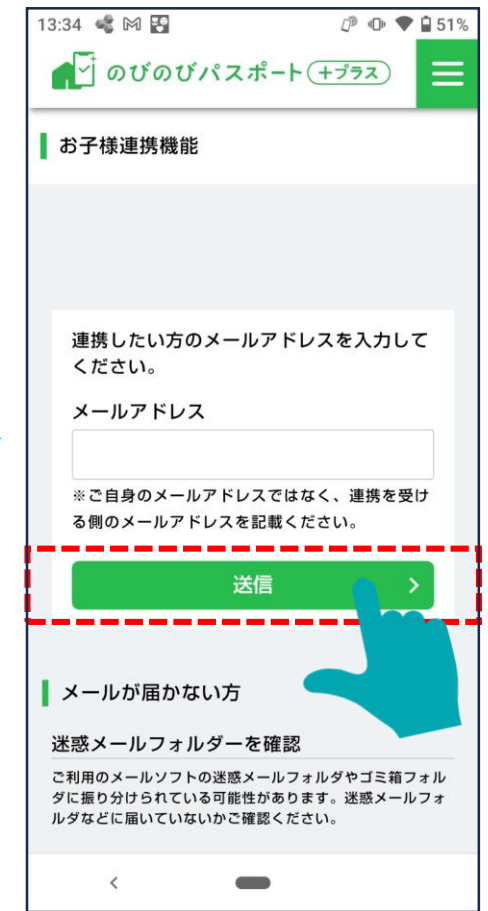 13:34 51%
のびのびパスポート +プラス
お子様連携機能
連携したい方のメールアドレスを入力して
ください。
メールアドレス
※ご自身のメールアドレスではなく、連携を受け
る側のメールアドレスを記載ください。
送信
メールが届かない方
迷惑メールフォルダーを確認
ご利用のメールソフトの迷惑メールフォルダやゴミ箱フォル
ダに振り分けられている可能性があります。迷惑メールフォ
ルダなどに届いていないかご確認ください。